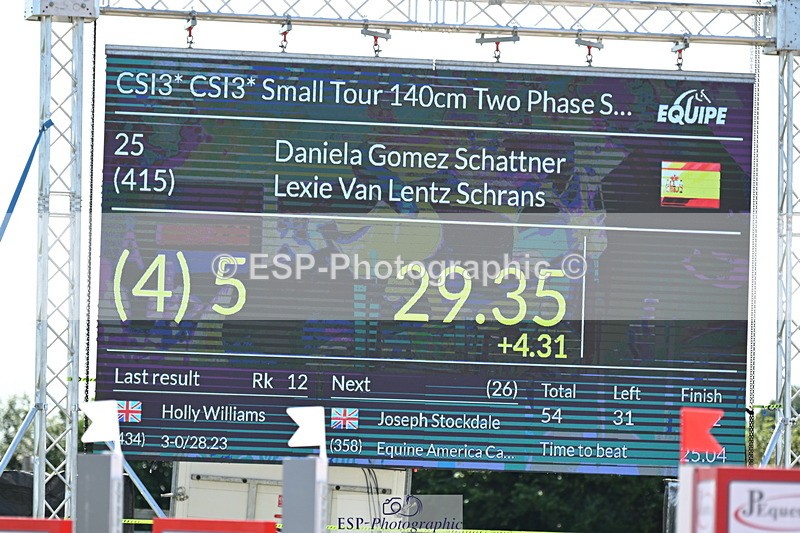 CSI3* CSI3* Small Tour 140cm Two Phase S...
EQUIPE
25
Daniela Gomez Schattner
(415)
Lexie Van Lentz Schrans
© ESP-Photographic ©
(4) 5
29.35
+4.31
Last result Rk 12
Next (26) Total Left Finish
Holly Williams
Joseph Stockdale 54 31
434) 3-0/28.23
(358) Equine America Ca... Time to beat 25.04
ESP-Photographic